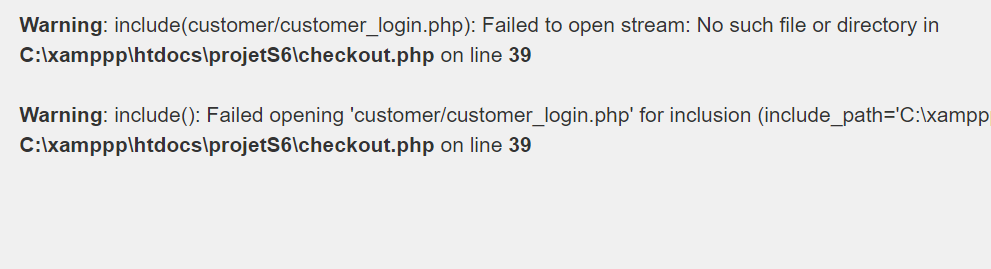 Warning: include(customer/customer_login.php): Failed to open stream: No such file or directory in
C:\xamppp\htdocs\projetS6\checkout.php on line 39
Warning: include(): Failed opening 'customer/customer_login.php' for inclusion (include_path='C:\xamppp
C:\xamppp\htdocs\projetS6\checkout.php on line 39